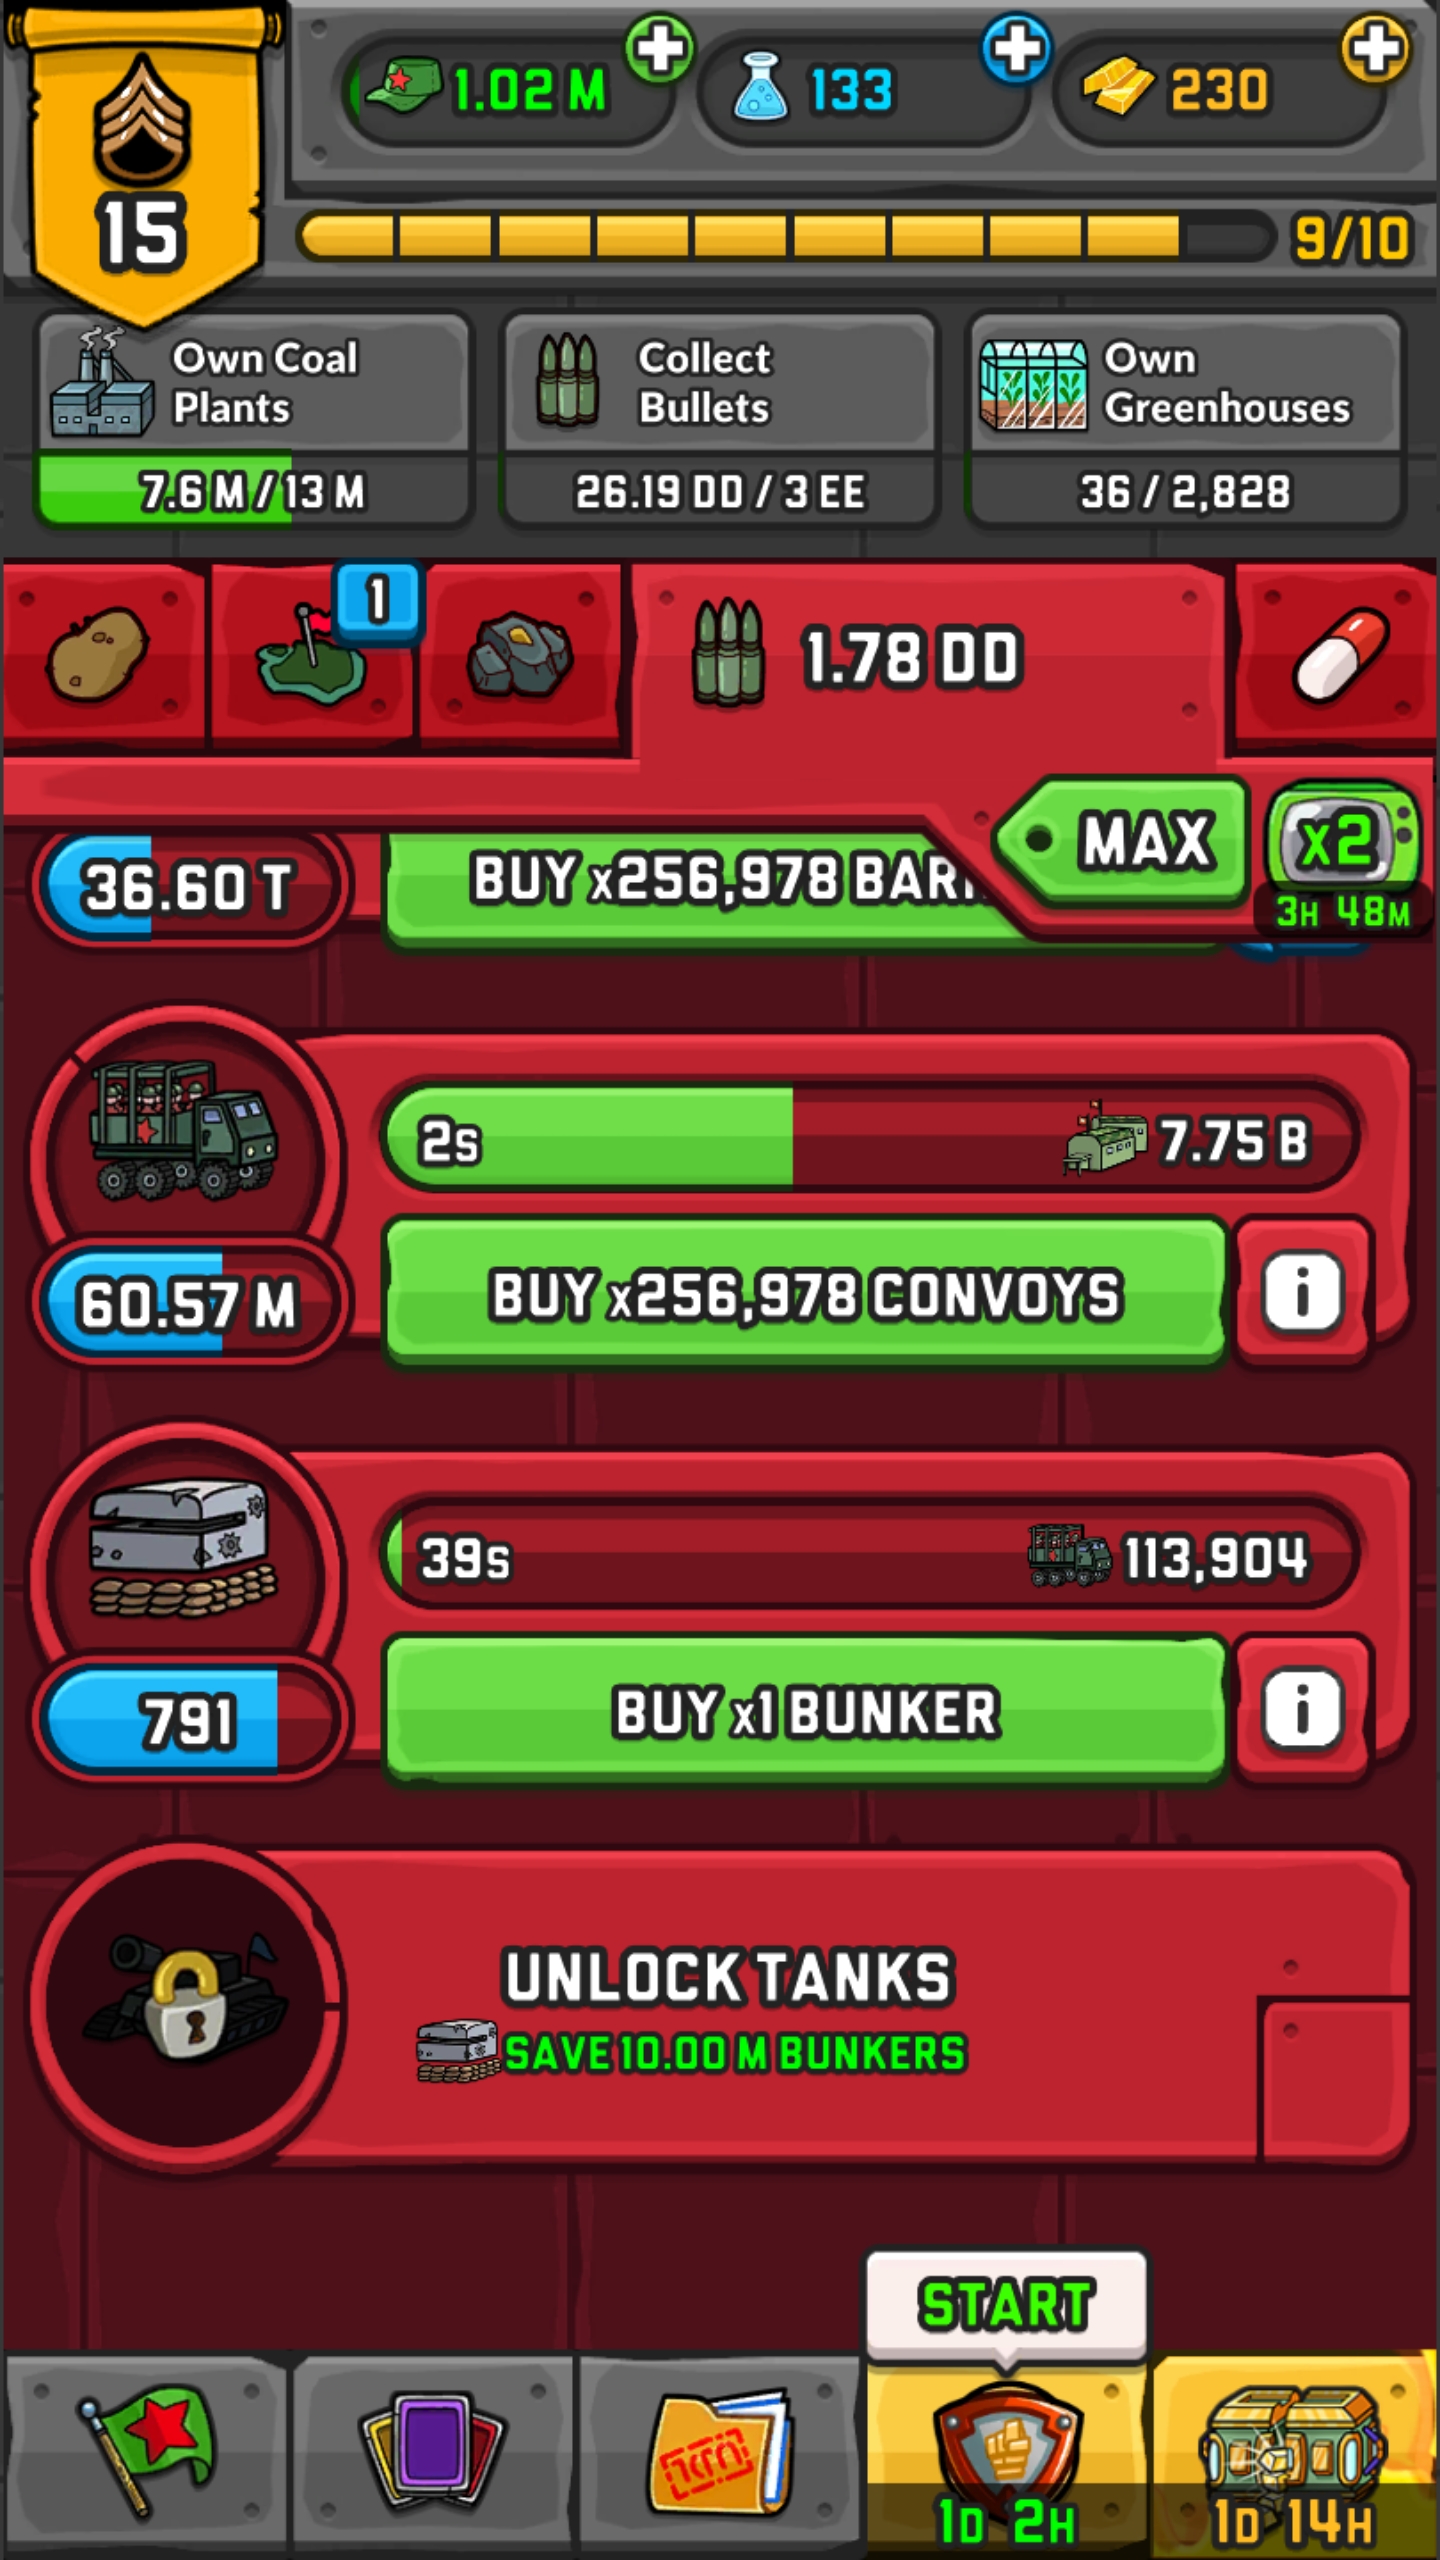 1.02 M
133
230
15
9/10
Own Coal
Plants
7.6 M / 13 M
Collect
Bullets
26.19 DD / 3 EE
Own
Greenhouses
36 / 2,828
1
1.78 DD
MAX
x2
3H 48M
36.60 T
BUY x256,978
2s
7.75 B
60.57 M
BUY x256,978 CONVOYS
i
39s
113,904
791
BUY x1 BUNKER
i
UNLOCK TANKS
SAVE 10.00 M BUNKERS
START
1D 2H
1D 14H